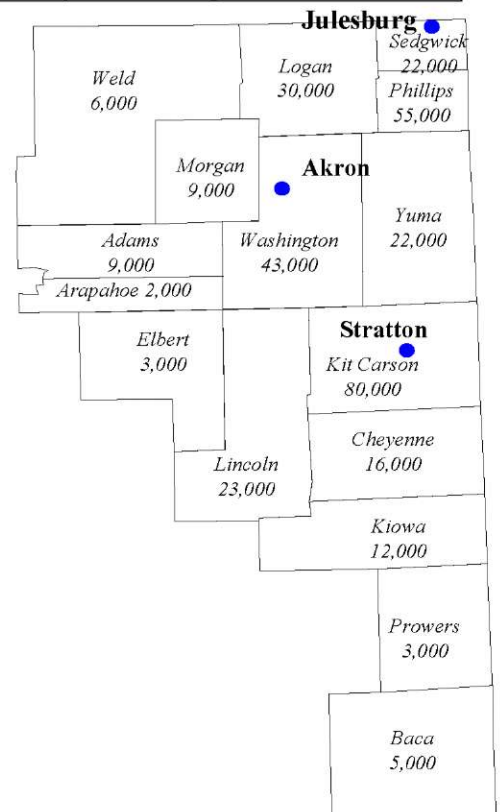 Julesburg
Sedgwick
22,000
Logan
30,000
Weld
6,000
Phillips
55,000
Morgan
9,000
Akron
Yuma
22,000
Adams
9,000
Washington
43,000
Arapahoe 2,000
Elbert
3,000
Stratton
Kit Carson
80,000
Cheyenne
16,000
Lincoln
23,000
Kiowa
12,000
Prowers
3,000
Baca
5,000